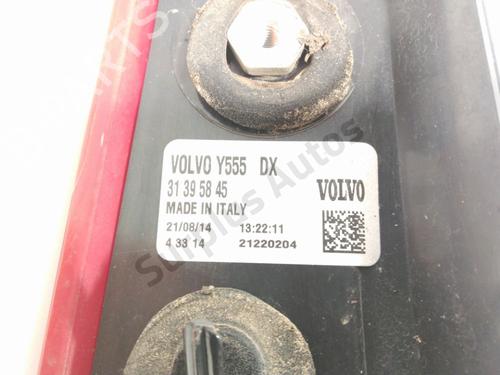 VOLVO Y555 DX
31 39 58 45
VOLVO
MADE IN ITALY
21/08/14 13:22:11
4 33 14 21220204
Surplus Autos